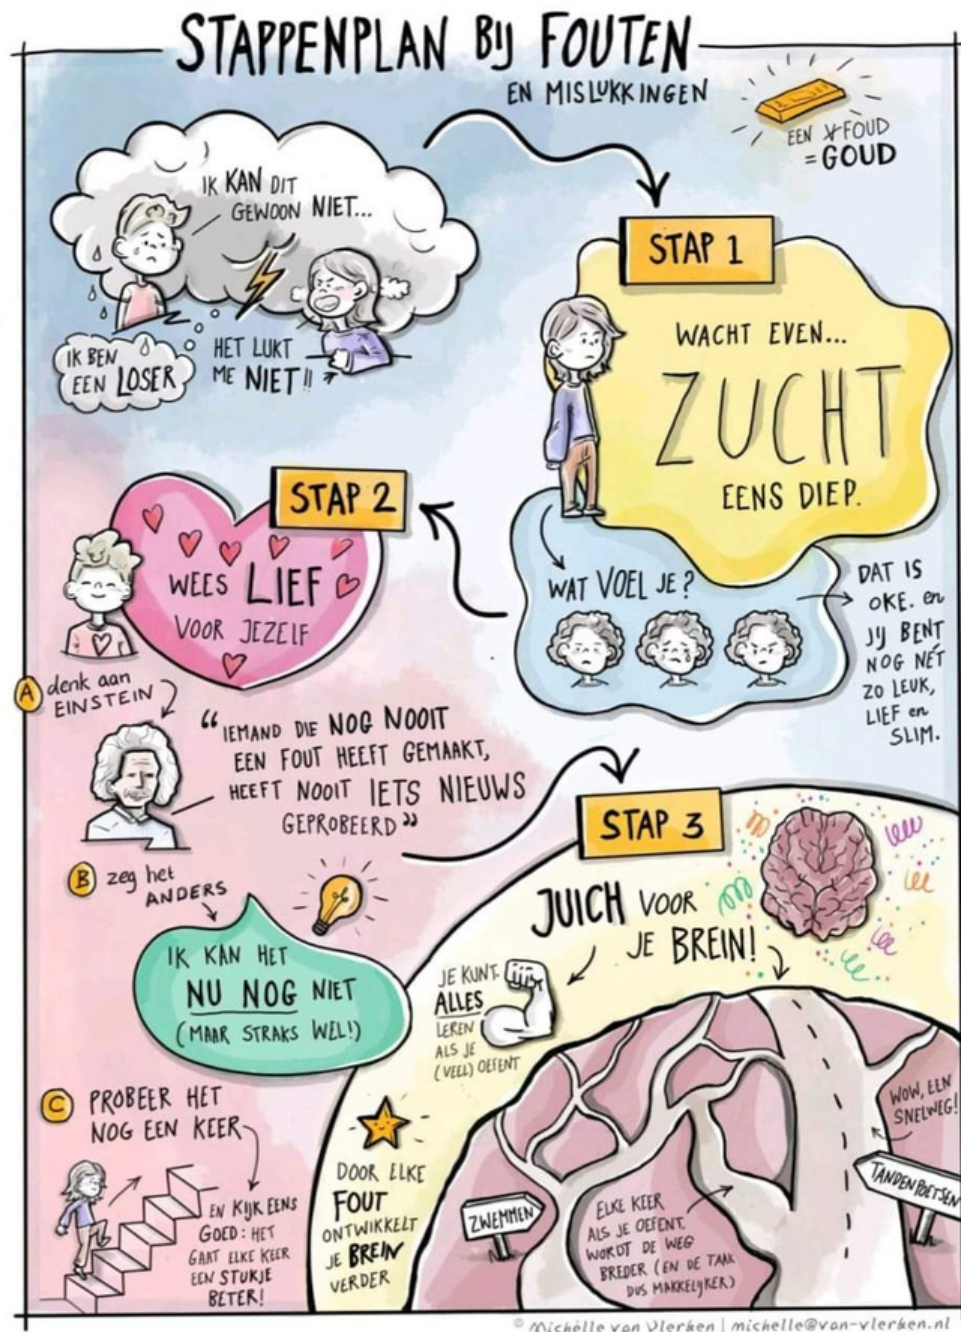 STAPPENPLAN BIJ FOUTEN
EN MISLUKKINGEN
EEN FOUD
= GOUD
IK KAN DIT
GEWOON NIET...
IK BEN
EEN LOSER
HET LUKT
ME NIET!!
STAP 1
WACHT EVEN...
ZUCHT
EENS DIEP.
WAT VOEL JE?
DAT IS
OKE. en
JIJ BENT
NOG NÉT
ZO LEUK,
LIEF en
SLIM.
STAP 2
WEES LIEF
VOOR JEZELF
A denk aan
EINSTEIN
“IEMAND DIE NOG NOOIT
EEN FOUT HEEFT GEMAAKT,
HEEFT NOOIT IETS NIEUWS
GEPROBEERD”
B zeg het
ANDERS
IK KAN HET
NU NOG NIET
(MAAR STRAKS WEL!)
C PROBEER HET
NOG EEN KEER
EN KIJK EENS
GOED: HET
GAAT ELKE KEER
EEN STUKJE
BETER!
STAP 3
JUICH VOOR
JE BREIN!
JE KUNT
ALLES
LEREN
ALS JE
(VEEL) OEFENT
DOOR ELKE
FOUT
ONTWIKKELT
JE BREIN
VERDER
ZWEMMEN
ELKE KEER
ALS JE OEFENT
WORDT DE WEG
BREDER (EN DE TAAK
DUS MAKKELIJKER)
WOW, EEN
SNELWEG!
TANDENPOETSEN
© Michelle van Vlerken | michelle@van-vlerken.nl